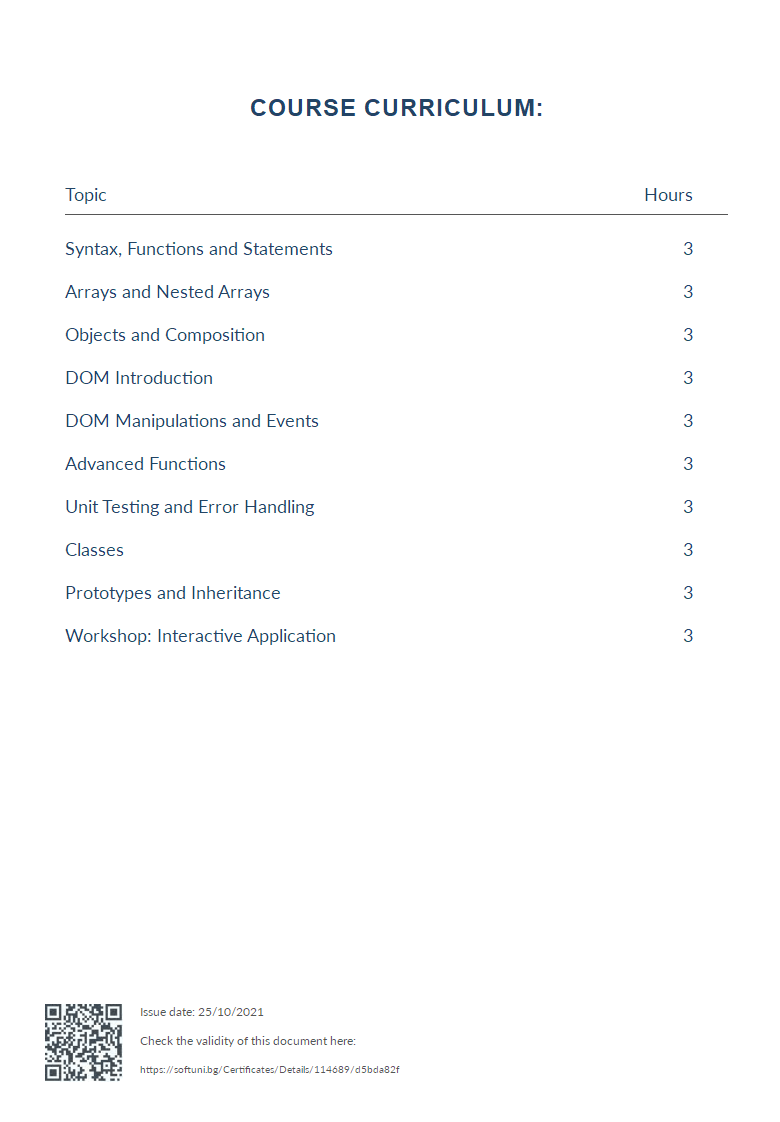 COURSE CURRICULUM:
Topic Hours
Syntax, Functions and Statements 3
Arrays and Nested Arrays 3
Objects and Composition 3
DOM Introduction 3
DOM Manipulations and Events 3
Advanced Functions 3
Unit Testing and Error Handling 3
Classes 3
Prototypes and Inheritance 3
Workshop: Interactive Application 3
Issue date: 25/10/2021
Check the validity of this document here:
https://softuni.bg/Certificates/Details/114689/d5bda82f